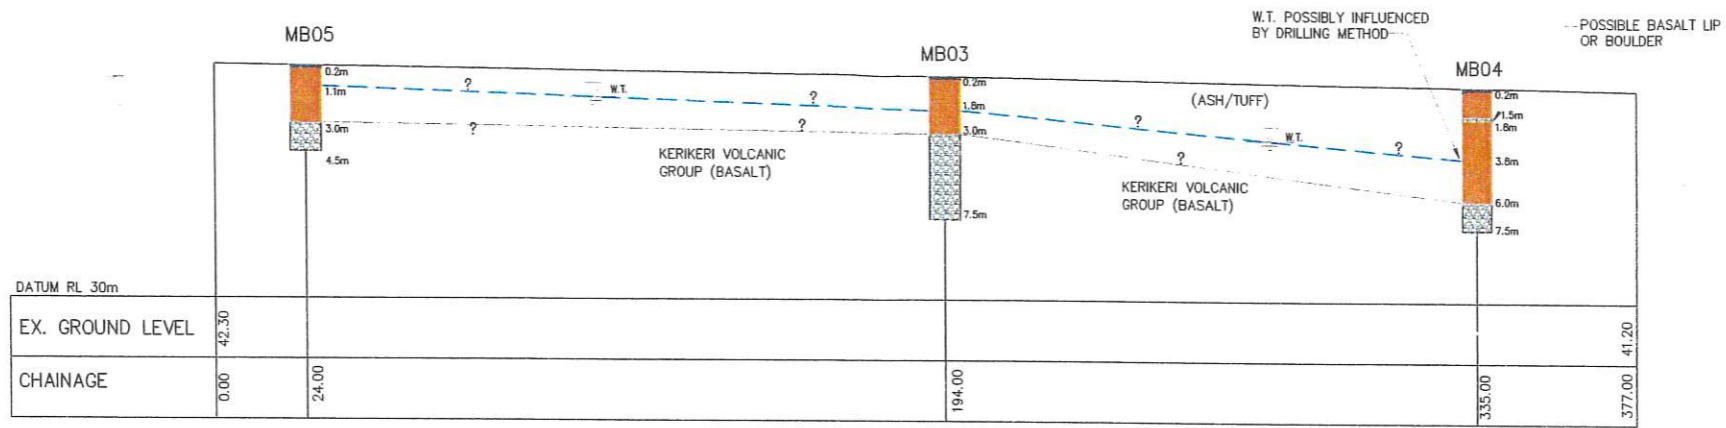 W.T. POSSIBLY INFLUENCED
BY DRILLING METHOD
POSSIBLE BASALT LIP
OR BOULDER
MB05
MB03
MB04
0.2m
1.1m
3.0m
4.5m
?
W.T.
?
?
?
KERIKERI VOLCANIC
GROUP (BASALT)
0.2m
1.8m
3.0m
7.5m
(ASH/TUFF)
?
W.T.
?
?
KERIKERI VOLCANIC
GROUP (BASALT)
0.2m
1.5m
1.8m
3.8m
6.0m
7.5m
DATUM RL 30m
EX. GROUND LEVEL 42.30 41.20
CHAINAGE 0.00 24.00 194.00 335.00 377.00